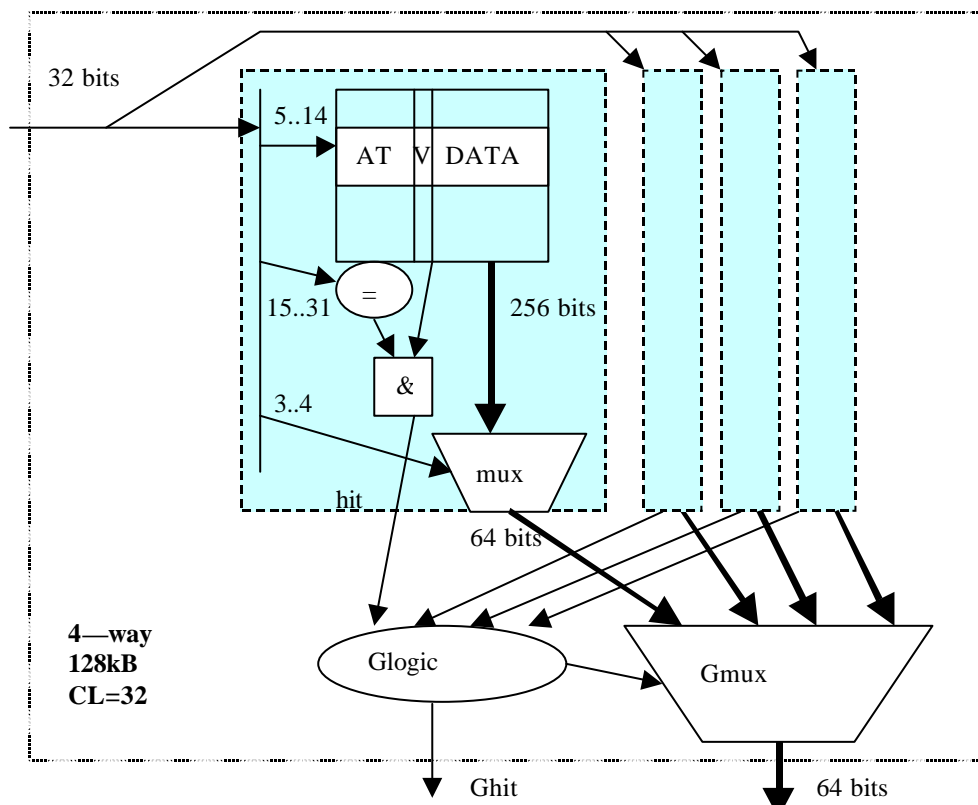 32 bits
5..14
AT V DATA
=
15..31
256 bits
&
3..4
mux
hit
64 bits
4—way
128kB
CL=32
Glogic
Gmux
Ghit
64 bits